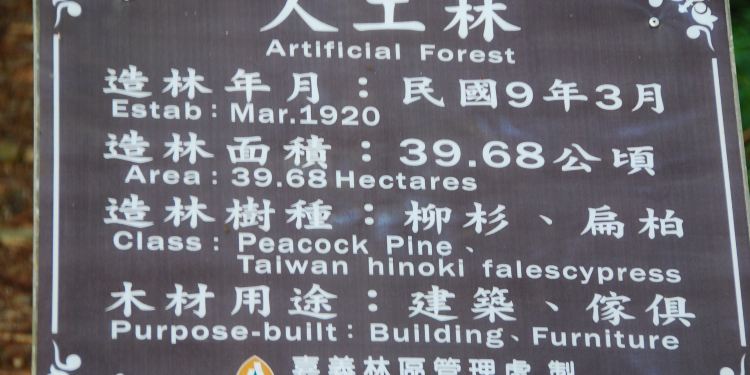 人工林
Artificial Forest
造林年月：民國9年3月
Estab：Mar.1920
造林面積：39.68公頃
Area：39.68 Hectares
造林樹種：柳杉、扁柏
Class：Peacock Pine、
Taiwan hinoki falescypress
木材用途：建築、傢俱
Purpose-built：Building、Furniture
嘉義林區管理處 製